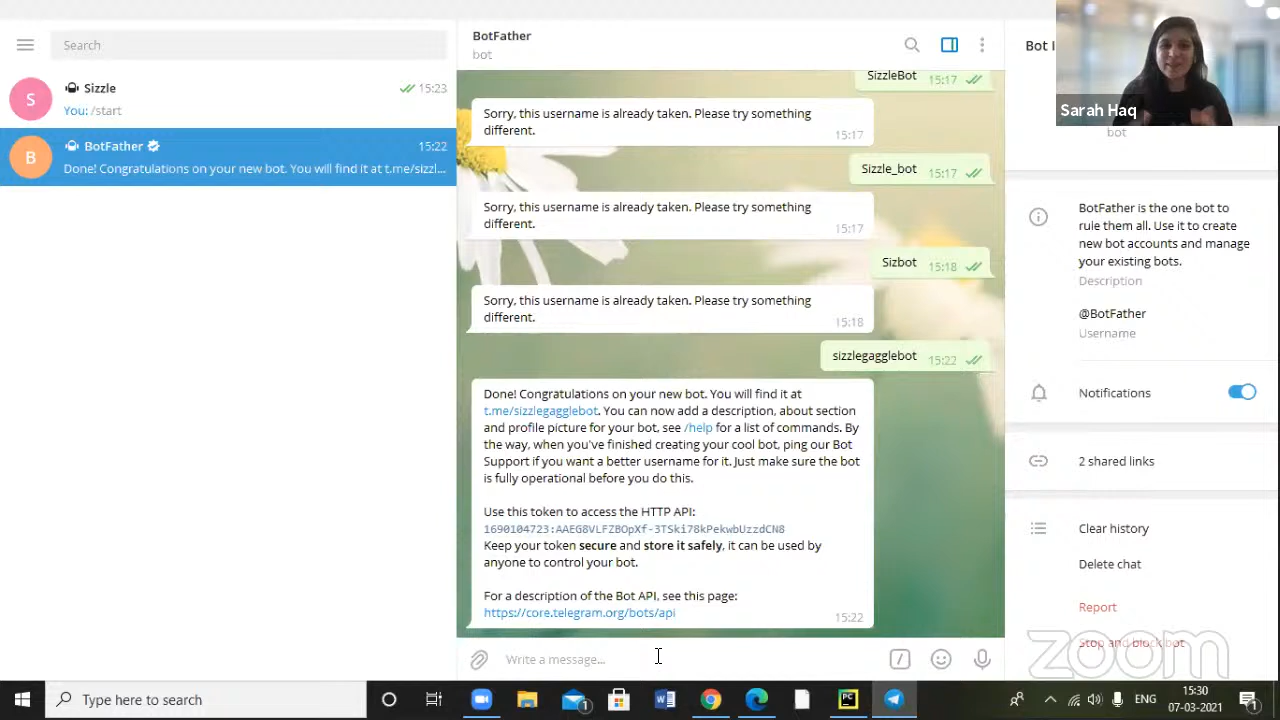 Search
S
Sizzle
15:23
You: /start
B
BotFather
15:22
Done! Congratulations on your new bot. You will find it at t.me/sizzl...
BotFather
bot
SizzleBot 15:17
Sorry, this username is already taken. Please try something
different.
15:17
Sizzle_bot 15:17
Sorry, this username is already taken. Please try something
different.
15:17
Sizbot 15:18
Sorry, this username is already taken. Please try something
different.
15:18
sizzlegagglebot 15:22
Done! Congratulations on your new bot. You will find it at
t.me/sizzlegagglebot. You can now add a description, about section
and profile picture for your bot, see /help for a list of commands. By
the way, when you've finished creating your cool bot, ping our Bot
Support if you want a better username for it. Just make sure the bot
is fully operational before you do this.
Use this token to access the HTTP API:
1690104723:AAEG8VLFZBOpXf-3TSki78kPekwbUzzdCN8
Keep your token secure and store it safely, it can be used by
anyone to control your bot.
For a description of the Bot API, see this page:
https://core.telegram.org/bots/api
15:22
Write a message...
Bot I
Sarah Haq
bot
BotFather is the one bot to
rule them all. Use it to create
new bot accounts and manage
your existing bots.
Description
@BotFather
Username
Notifications
2 shared links
Clear history
Delete chat
Report
Stop and block bot
zoom
Type here to search
1
PC
ENG
15:30
07-03-2021
1